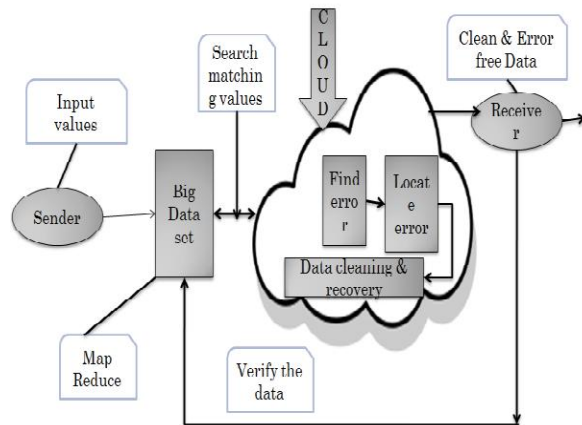 C
L
O
U
D
Clean & Error
free Data
Search
matchin
g values
Input
values
Receive
r
Sender
Big
Data
set
Find
erro
r
Locat
e
error
Data cleaning &
recovery
Map
Reduce
Verify the
data